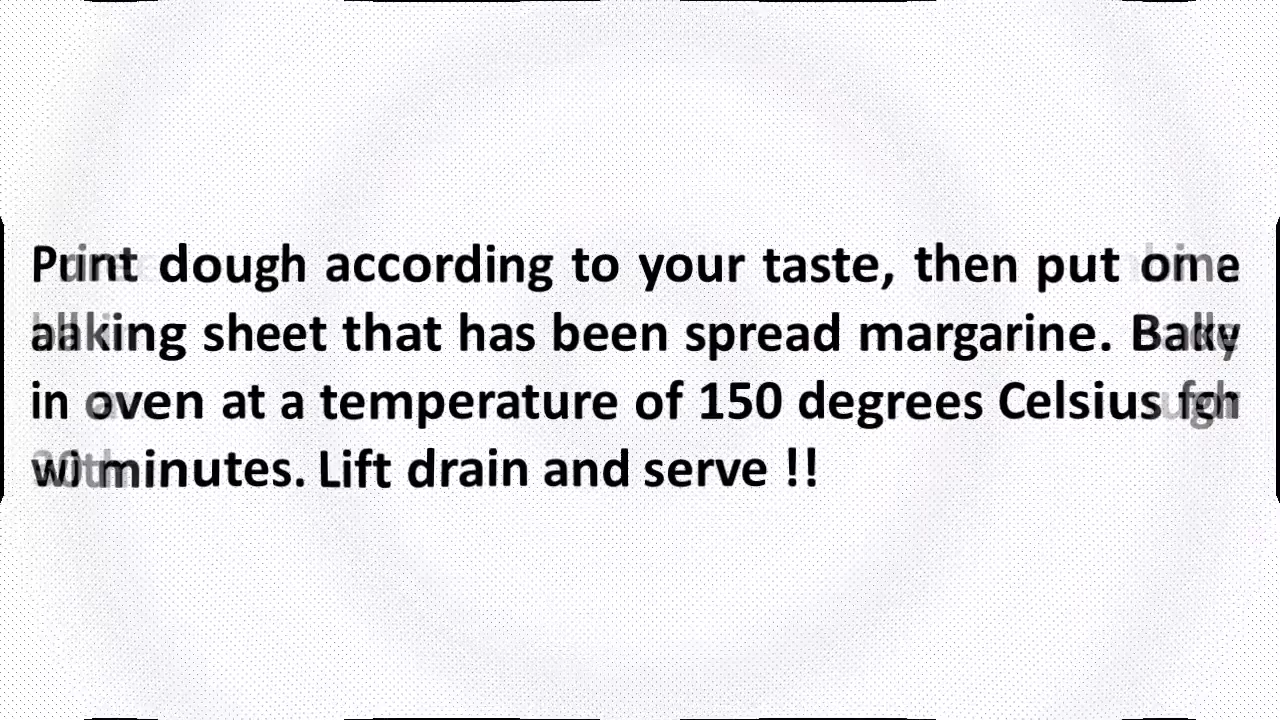 Print dough according to your taste, then put
sheet that has been spread margarine.
in oven at a temperature of 150 degrees Celsius
minutes. Lift drain and serve !!